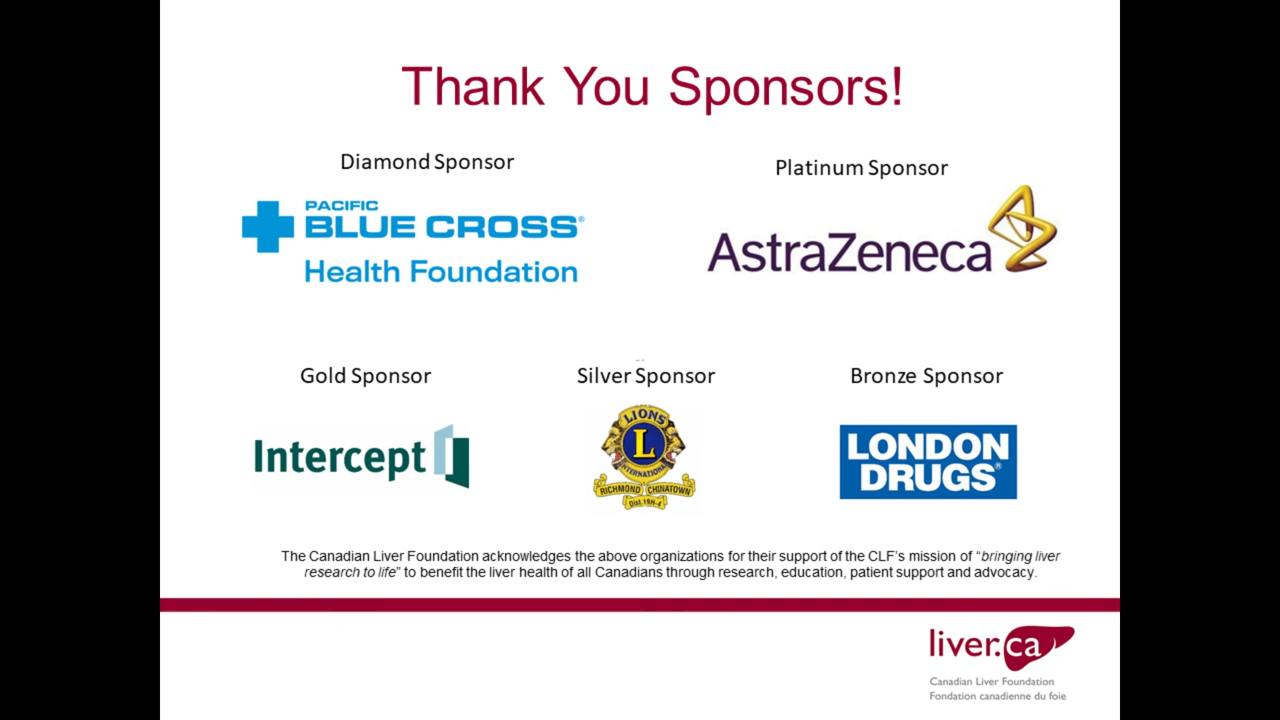 Thank You Sponsors!
Diamond Sponsor
PACIFIC
BLUE CROSS®
Health Foundation
Platinum Sponsor
AstraZeneca
Gold Sponsor
Intercept
Silver Sponsor
LIONS
L
INTERNATIONAL
RICHMOND CHINATOWN
Dist. 19H-4
Bronze Sponsor
LONDON
DRUGS®
The Canadian Liver Foundation acknowledges the above organizations for their support of the CLF's mission of “bringing liver
research to life” to benefit the liver health of all Canadians through research, education, patient support and advocacy.
liver.ca
Canadian Liver Foundation
Fondation canadienne du foie